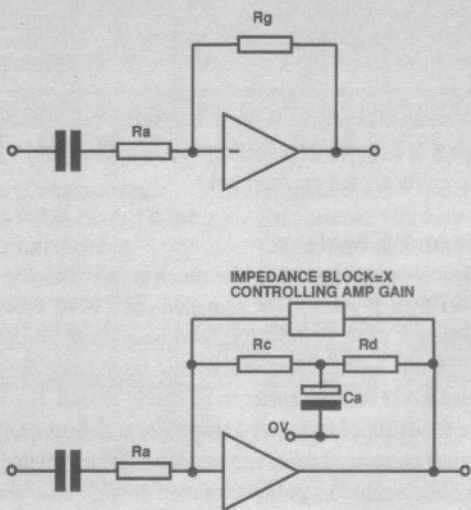 Rg
Ra
−
IMPEDANCE BLOCK=X
CONTROLLING AMP GAIN
Rc
Rd
Ca
0V
Ra